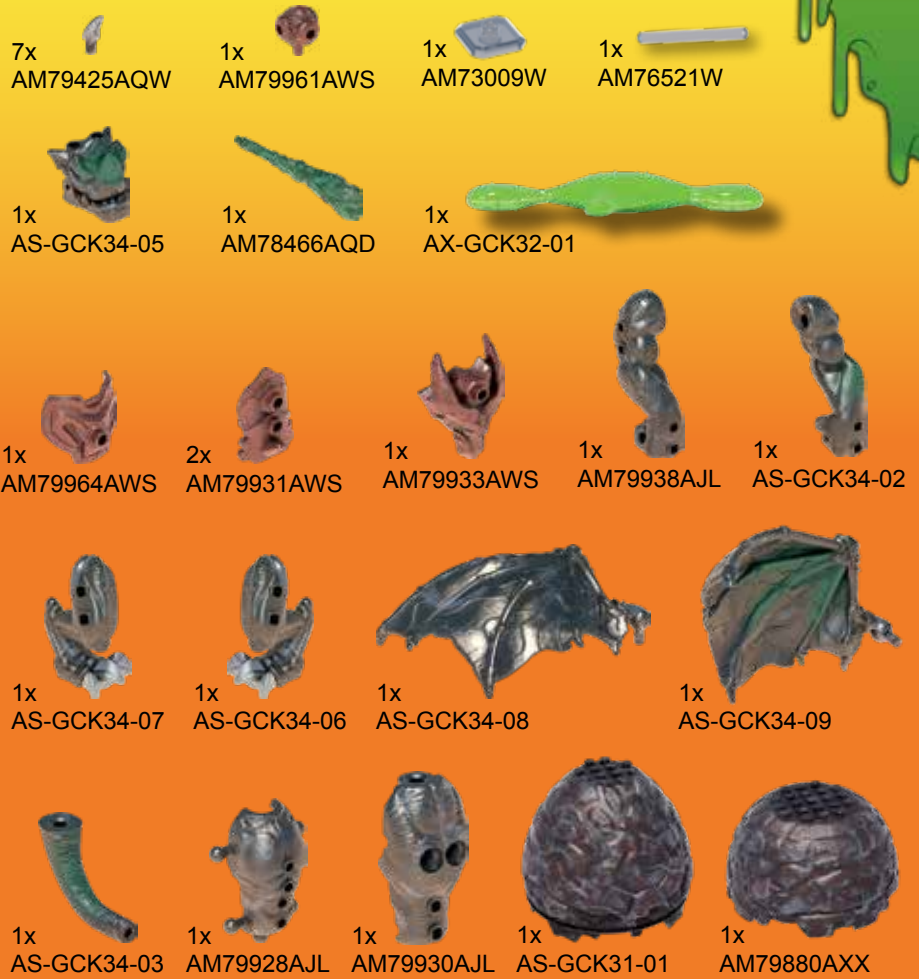 7x
AM79425AQW
1x
AM79961AWS
1x
AM73009W
1x
AM76521W
1x
AS-GCK34-05
1x
AM78466AQD
1x
AX-GCK32-01
1x
AM79964AWS
2x
AM79931AWS
1x
AM79933AWS
1x
AM79938AJL
1x
AS-GCK34-02
1x
AS-GCK34-07
1x
AS-GCK34-06
1x
AS-GCK34-08
1x
AS-GCK34-09
1x
AS-GCK34-03
1x
AM79928AJL
1x
AM79930AJL
1x
AS-GCK31-01
1x
AM79880AXX